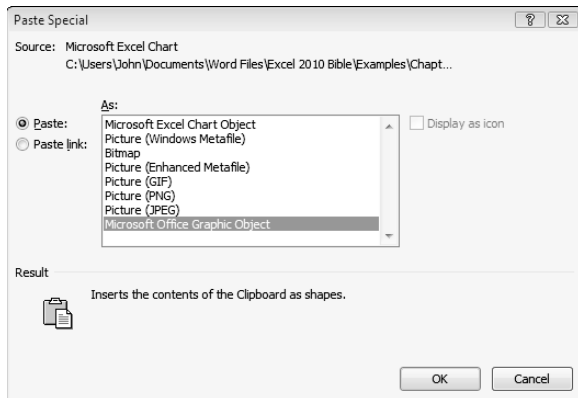 Paste Special
Source: Microsoft Excel Chart
C:\Users\John\Documents\Word Files\Excel 2010 Bible\Examples\Chapt...
As:
Paste:
Paste link:
Microsoft Excel Chart Object
Picture (Windows Metafile)
Bitmap
Picture (Enhanced Metafile)
Picture (GIF)
Picture (PNG)
Picture (JPEG)
Microsoft Office Graphic Object
Display as icon
Result
Inserts the contents of the Clipboard as shapes.
OK
Cancel